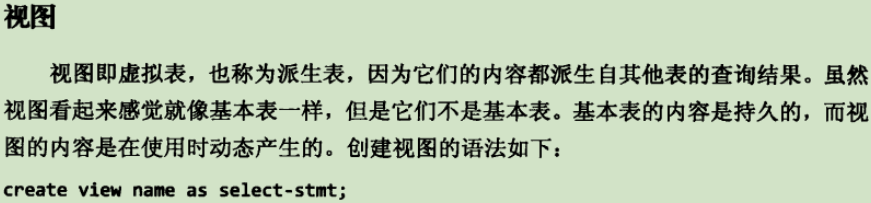 视图
视图即虚拟表，也称为派生表，因为它们的内容都派生自其他表的查询结果。虽然
视图看起来感觉就像基本表一样，但是它们不是基本表。基本表的内容是持久的，而视
图的内容是在使用时动态产生的。创建视图的语法如下：
create view name as select-stmt;